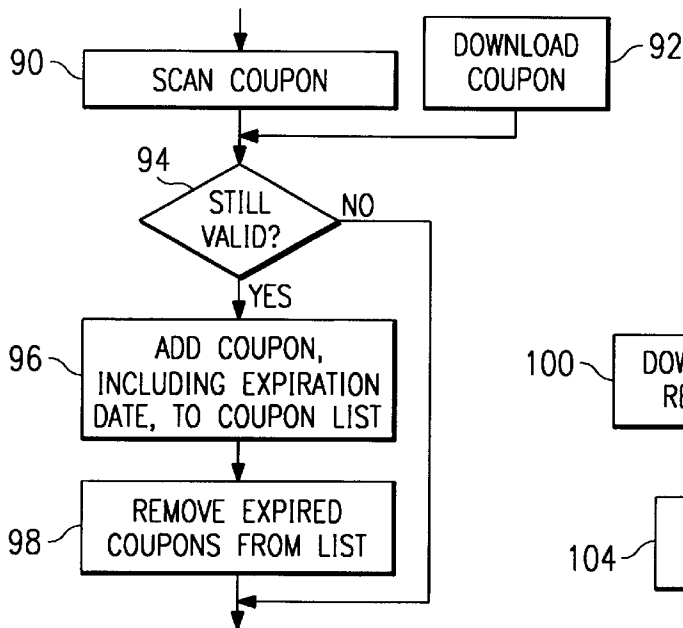 90
SCAN COUPON
DOWNLOAD
COUPON
92
94
STILL
VALID?
NO
YES
96
ADD COUPON,
INCLUDING EXPIRATION
DATE, TO COUPON LIST
98
REMOVE EXPIRED
COUPONS FROM LIST
100
104